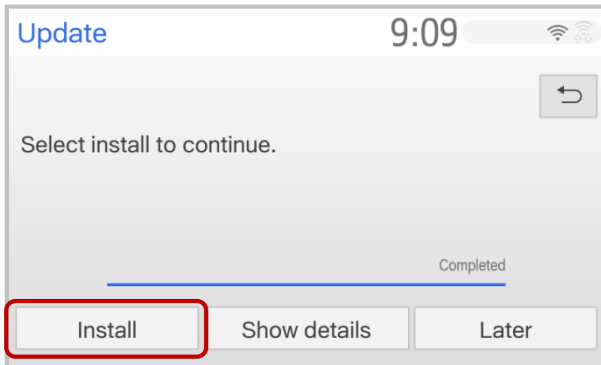 Update 9:09
Select install to continue.
Completed
Install Show details Later